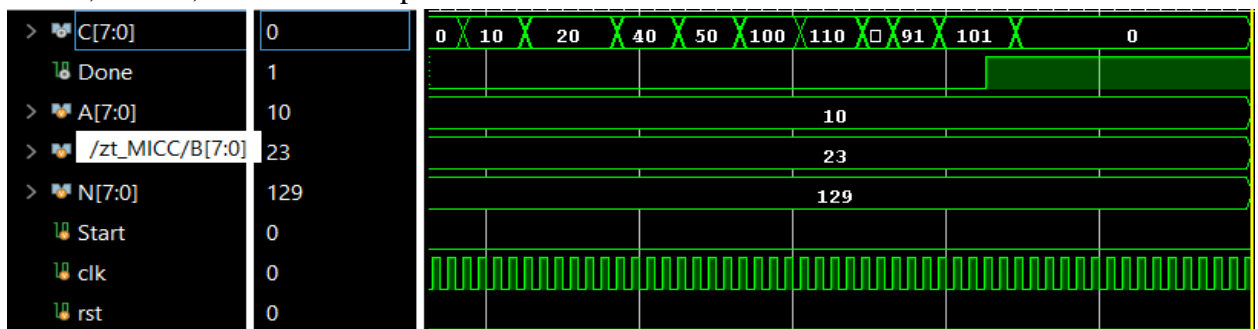 C[7:0] 0 0 10 20 40 50 100 110 91 101 0
Done 1
A[7:0] 10 10
/zt_MICC/B[7:0] 23 23
N[7:0] 129 129
Start 0
clk 0
rst 0